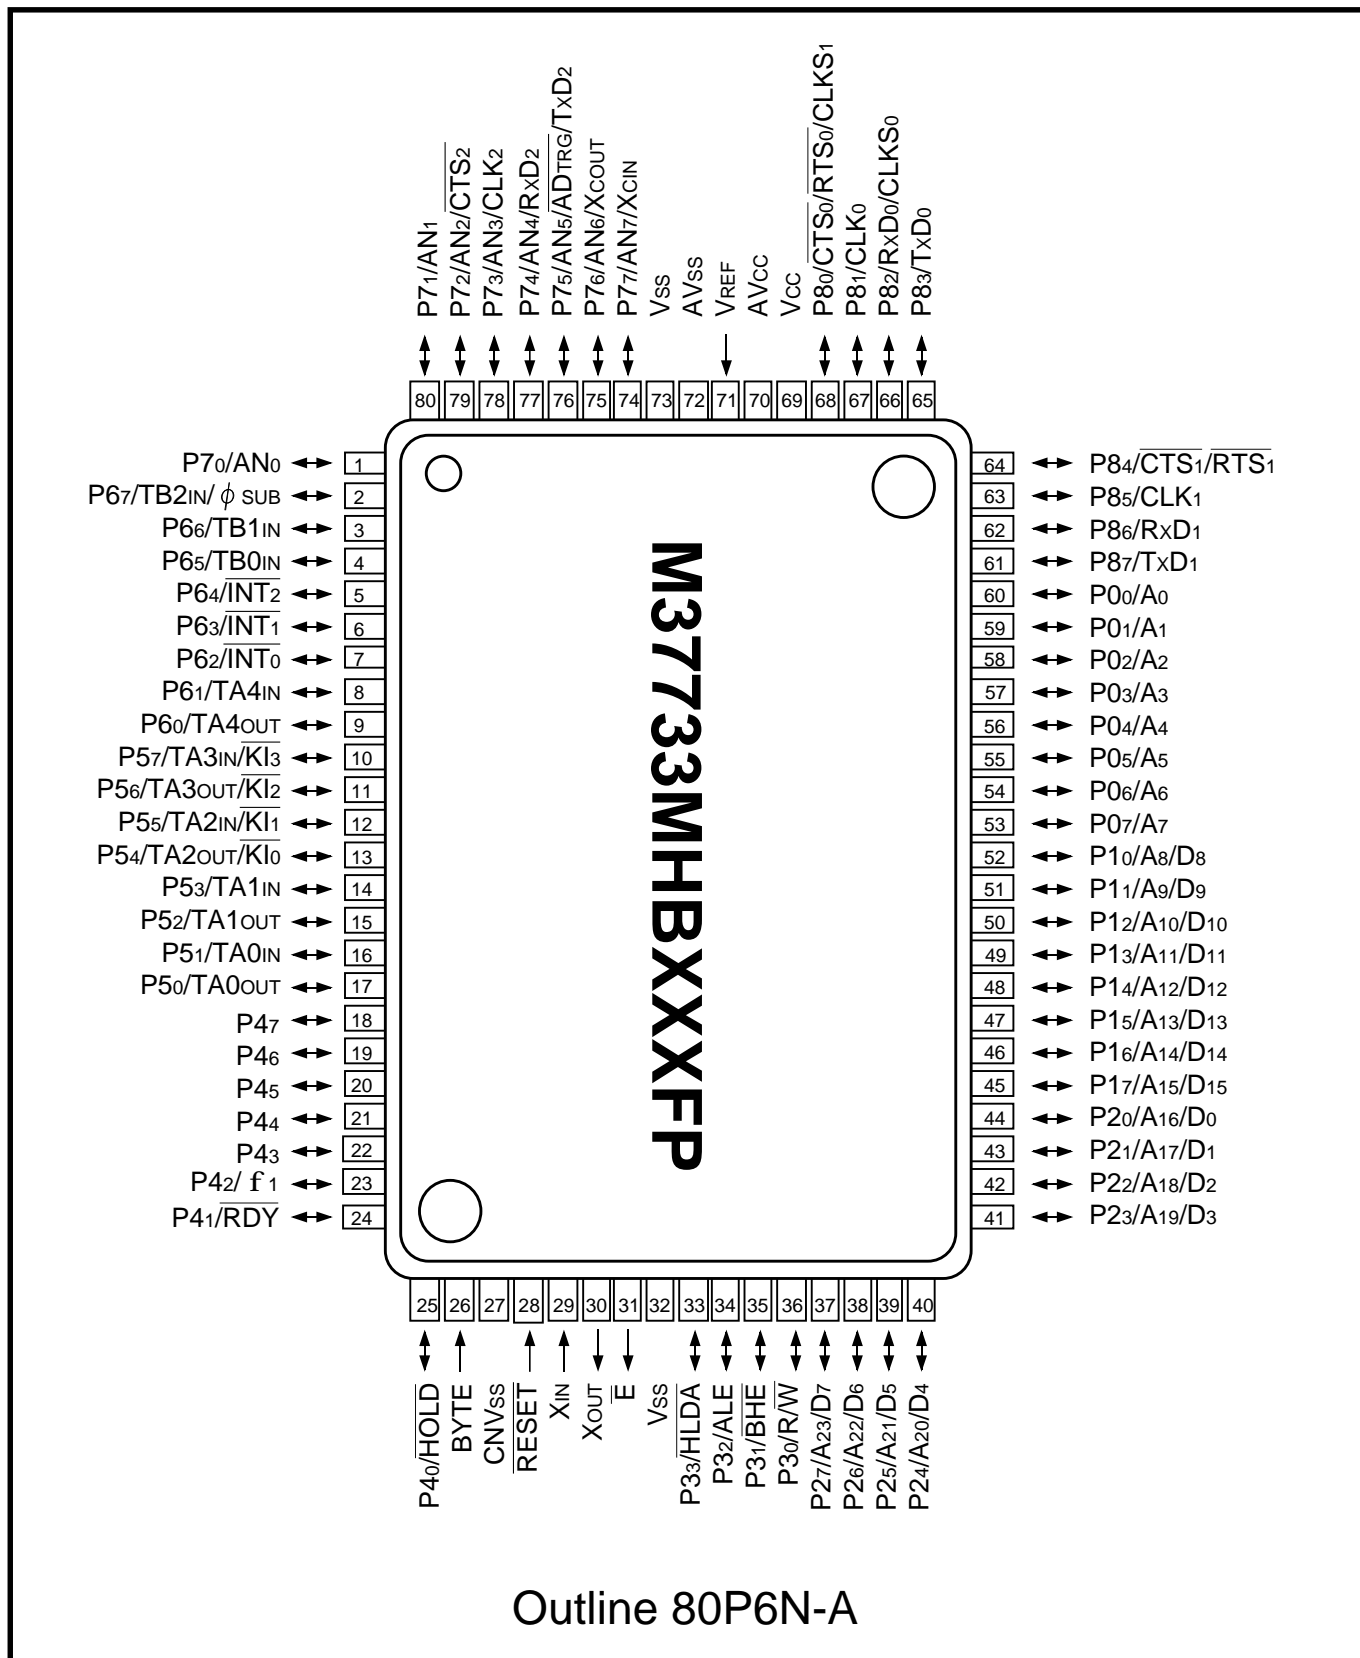 P71/AN1
P72/AN2/CTS2
P73/AN3/CLK2
P74/AN4/RXD2
P75/AN5/ADTRG/TXD2
P76/AN6/XCOUT
P77/AN7/XCIN
VSS
AVSS
VREF
AVCC
VCC
P80/CTS0/RTS0/CLKS1
P81/CLK0
P82/RXD0/CLKS0
P83/TXD0
80 79 78 77 76 75 74 73 72 71 70 69 68 67 66 65
P70/AN0 1
P67/TB2IN/ϕ SUB 2
P66/TB1IN 3
P65/TB0IN 4
P64/INT2 5
P63/INT1 6
P62/INT0 7
P61/TA4IN 8
P60/TA4OUT 9
P57/TA3IN/KI3 10
P56/TA3OUT/KI2 11
P55/TA2IN/KI1 12
P54/TA2OUT/KI0 13
P53/TA1IN 14
P52/TA1OUT 15
P51/TA0IN 16
P50/TA0OUT 17
P47 18
P46 19
P45 20
P44 21
P43 22
P42/ f 1 23
P41/RDY 24
M37733MHBXXXFP
64 P84/CTS1/RTS1
63 P85/CLK1
62 P86/RXD1
61 P87/TXD1
60 P00/A0
59 P01/A1
58 P02/A2
57 P03/A3
56 P04/A4
55 P05/A5
54 P06/A6
53 P07/A7
52 P10/A8/D8
51 P11/A9/D9
50 P12/A10/D10
49 P13/A11/D11
48 P14/A12/D12
47 P15/A13/D13
46 P16/A14/D14
45 P17/A15/D15
44 P20/A16/D0
43 P21/A17/D1
42 P22/A18/D2
41 P23/A19/D3
25 26 27 28 29 30 31 32 33 34 35 36 37 38 39 40
P40/HOLD
BYTE
CNVSS
RESET
XIN
XOUT
E
VSS
P33/HLDA
P32/ALE
P31/BHE
P30/R/W
P27/A23/D7
P26/A22/D6
P25/A21/D5
P24/A20/D4
Outline 80P6N-A